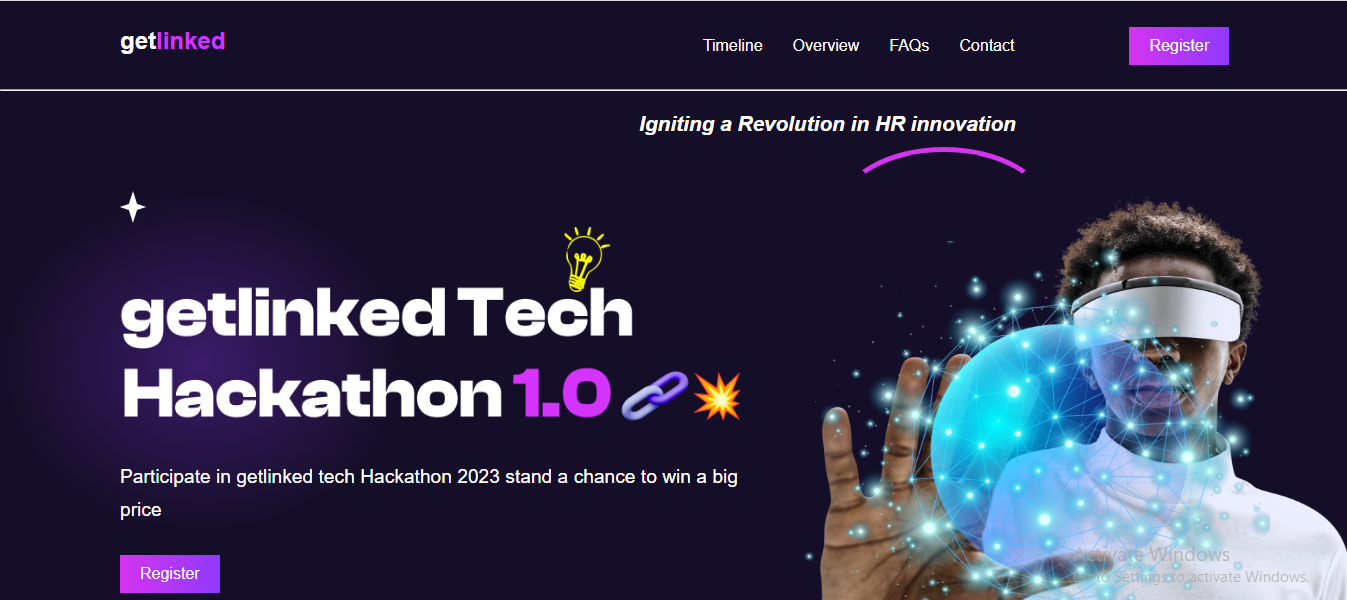 getlinked
Timeline Overview FAQs Contact Register
Igniting a Revolution in HR innovation
getlinked Tech
Hackathon 1.0
Participate in getlinked tech Hackathon 2023 stand a chance to win a big
price
Register
Activate Windows
Go to Settings to activate Windows.